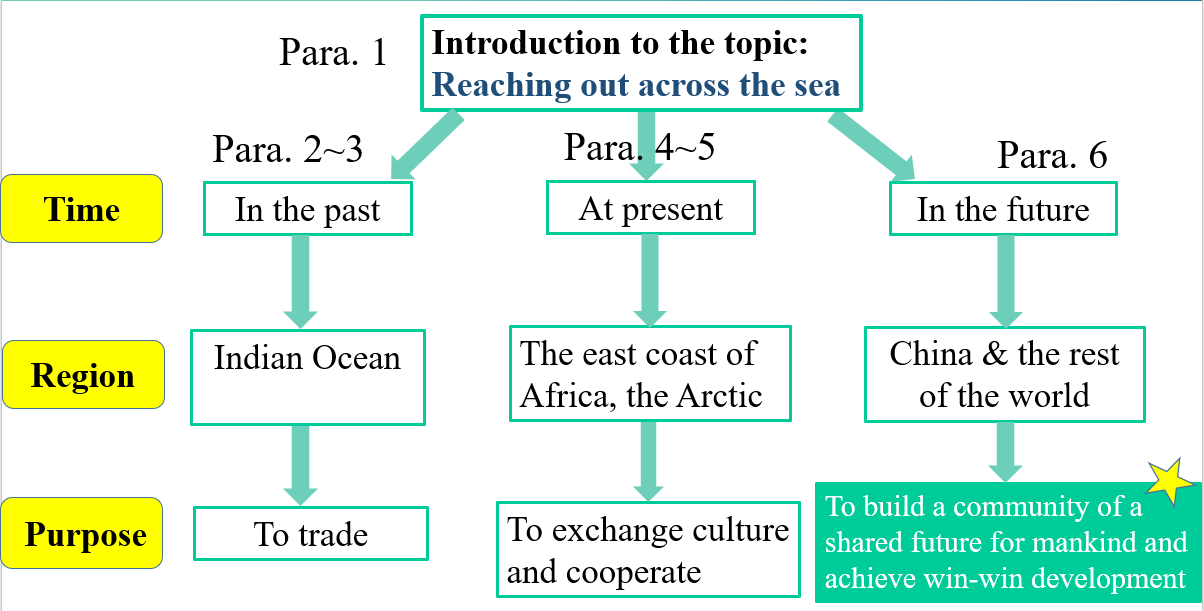 Para. 1
Introduction to the topic:
Reaching out across the sea
Para. 2~3
Para. 4~5
Para. 6
Time
In the past
At present
In the future
Region
Indian Ocean
The east coast of
Africa, the Arctic
China & the rest
of the world
Purpose
To trade
To exchange culture
and cooperate
To build a community of a
shared future for mankind and
achieve win-win development